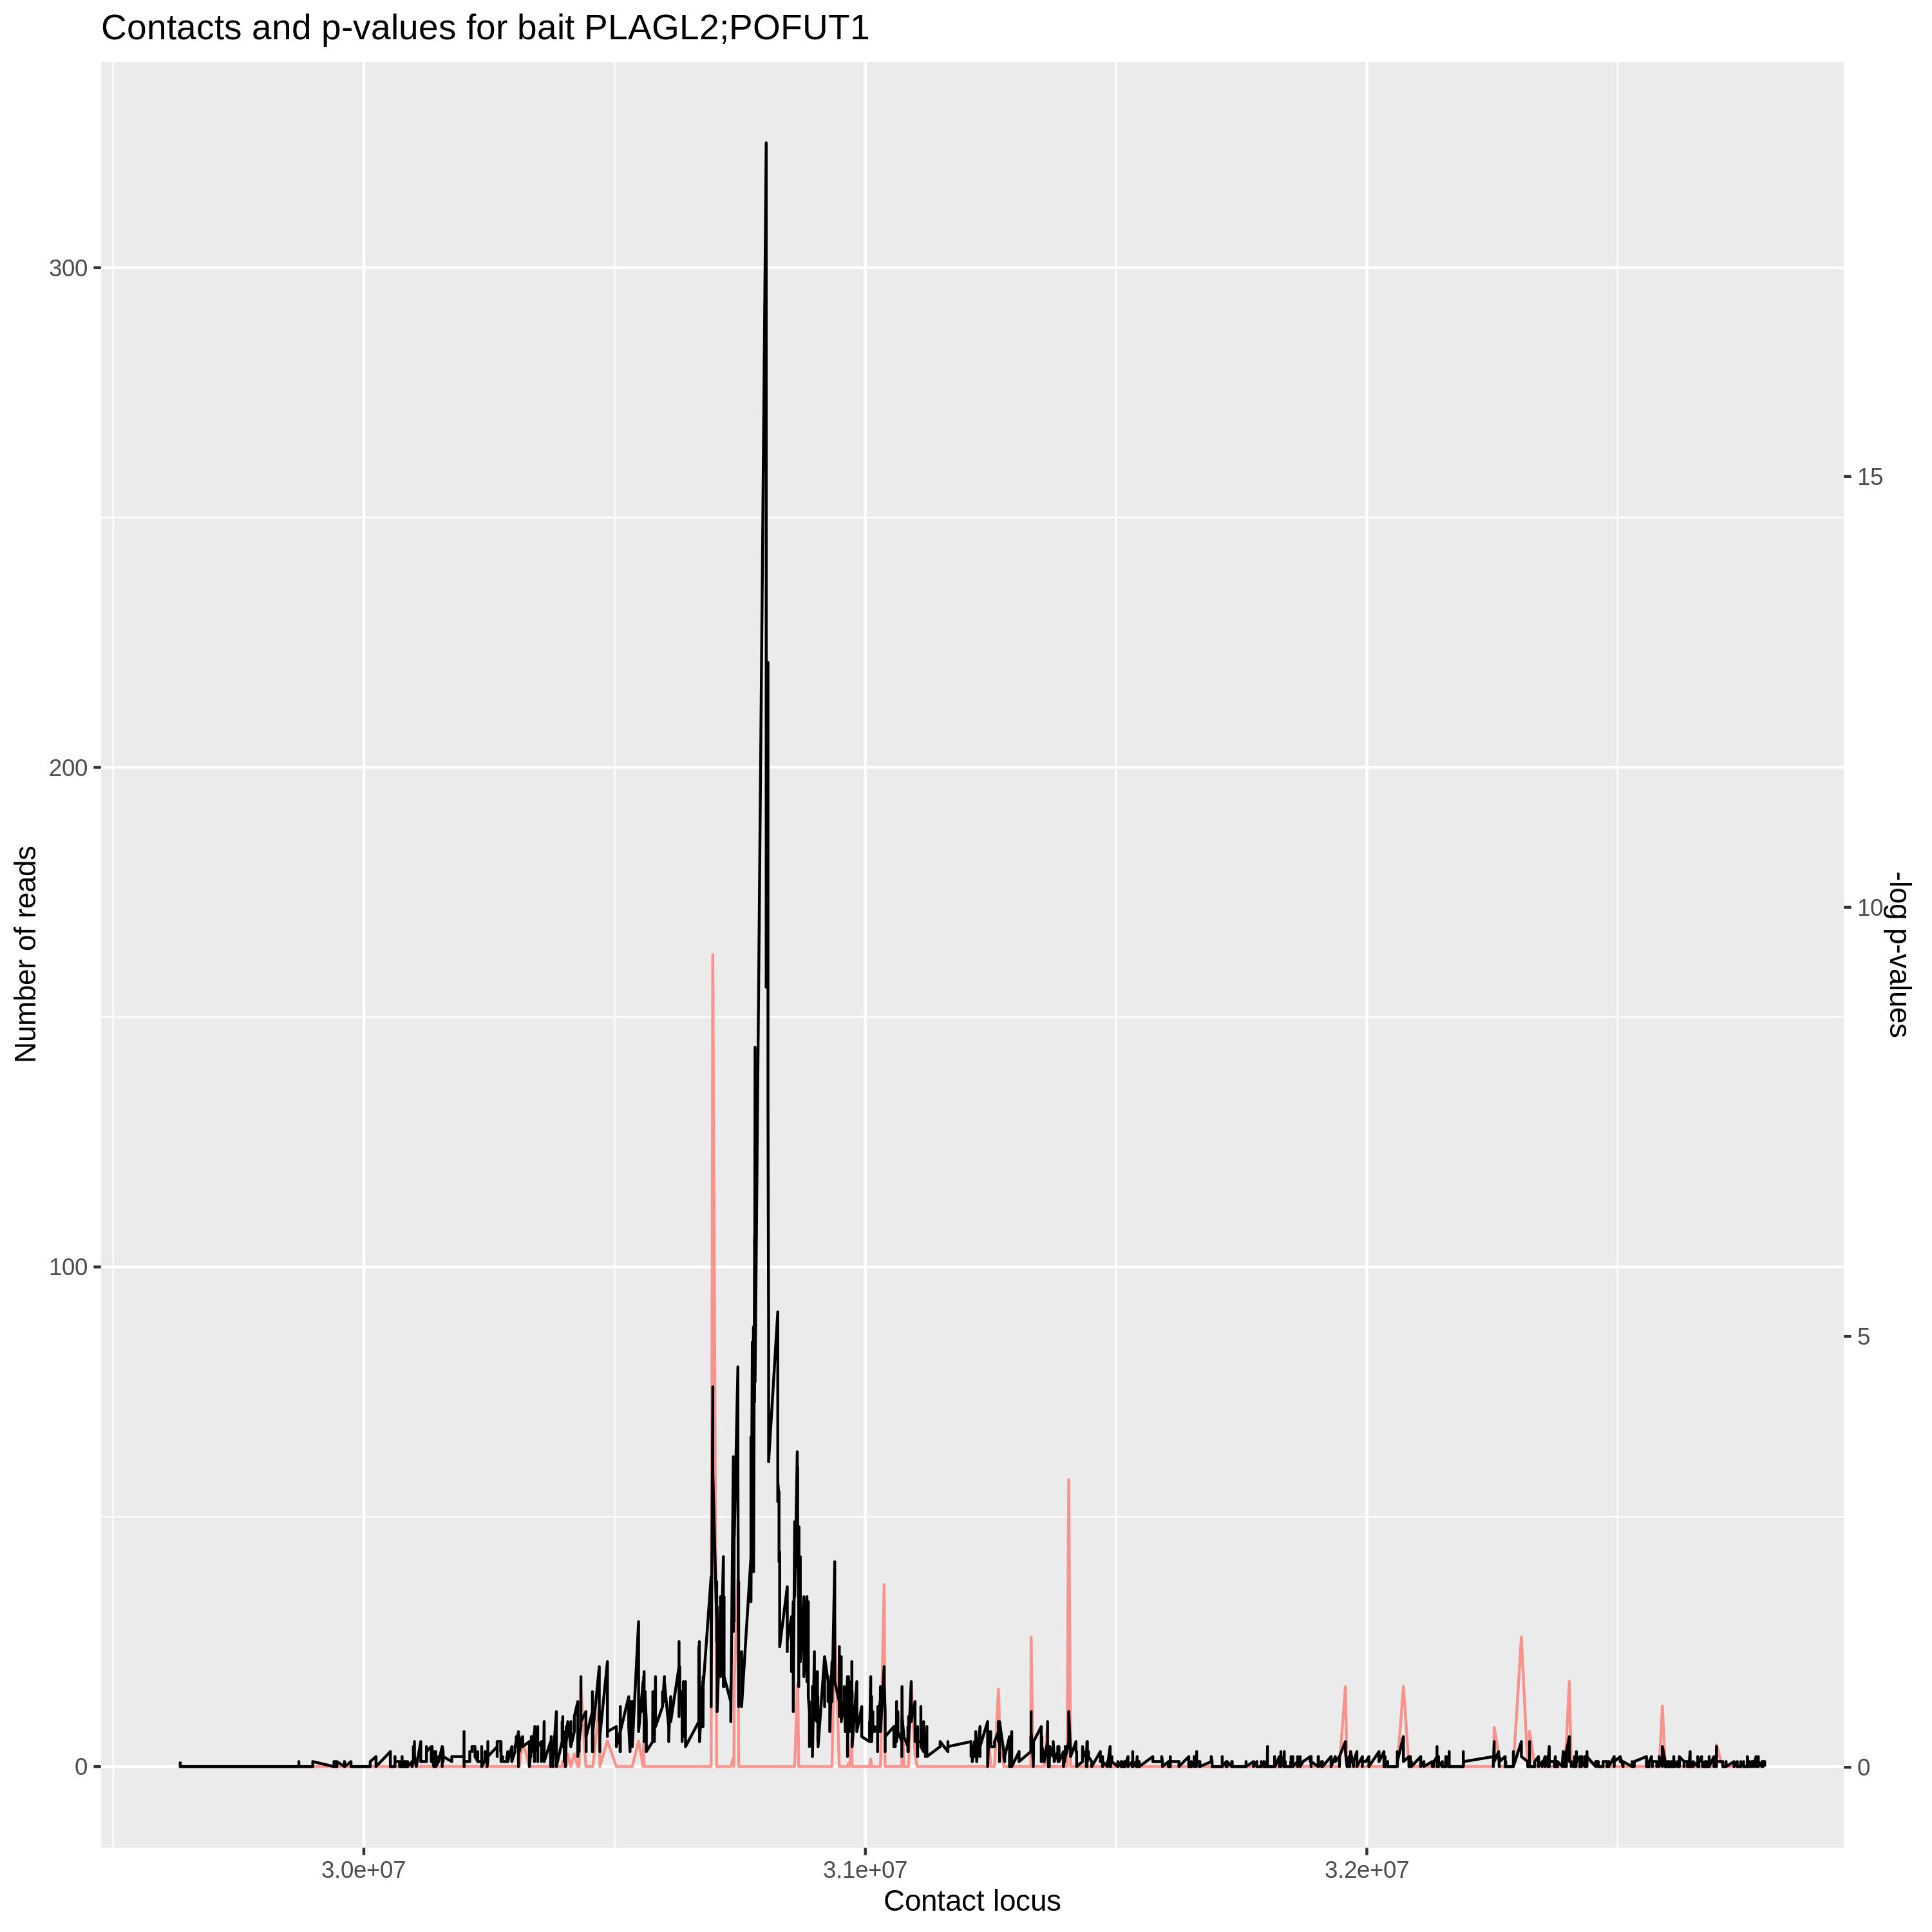 Contacts and p-values for bait PLAGL2;POFUT1
300
200
100
0
Number of reads
15
10
5
0
-log p-values
3.0e+07
3.1e+07
3.2e+07
Contact locus